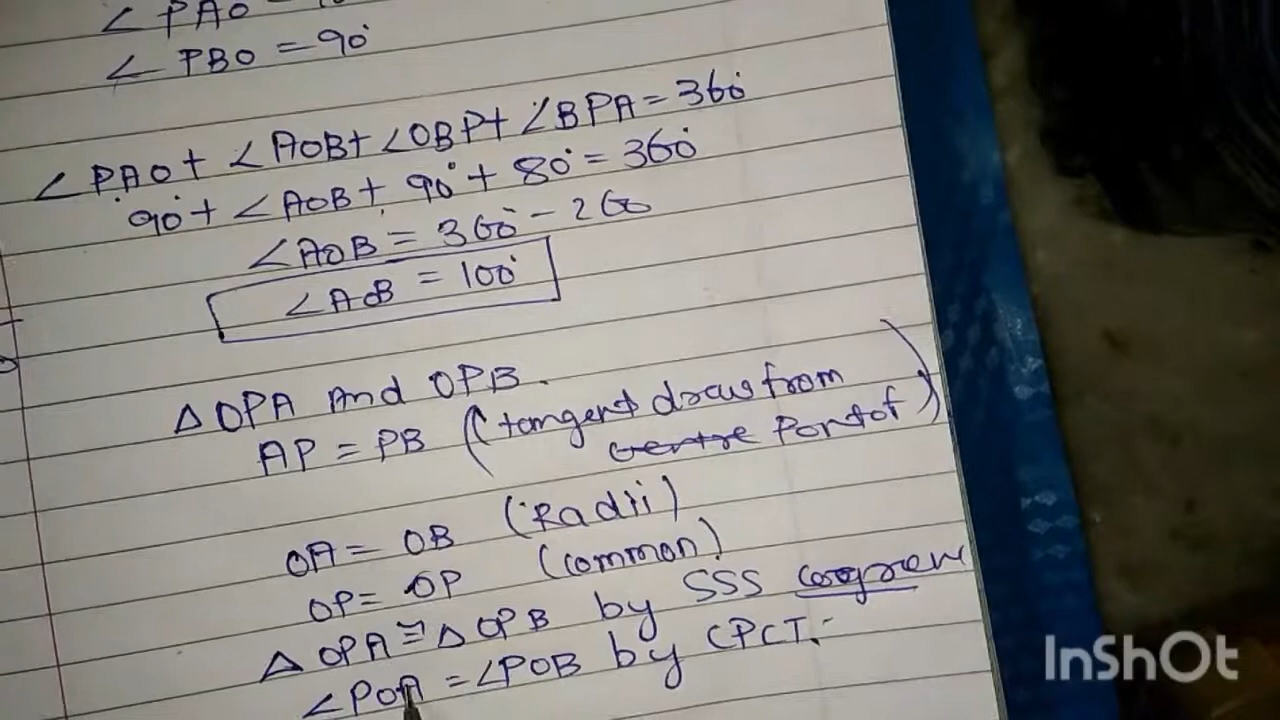 ∠PAO
∠PBO = 90°
∠PAO + ∠AOB + ∠OBP + ∠BPA = 360°
90° + ∠AOB + 90° + 80° = 360°
∠AOB = 360° - 260
∠AOB = 100°
△ OPA And OPB.
AP = PB (tangent draw from
Point of)
OA = OB (Radii)
OP = OP (common)
△ OPA ≅ △ OPB by SSS
∠POA = ∠POB by CPCT.
InShOt